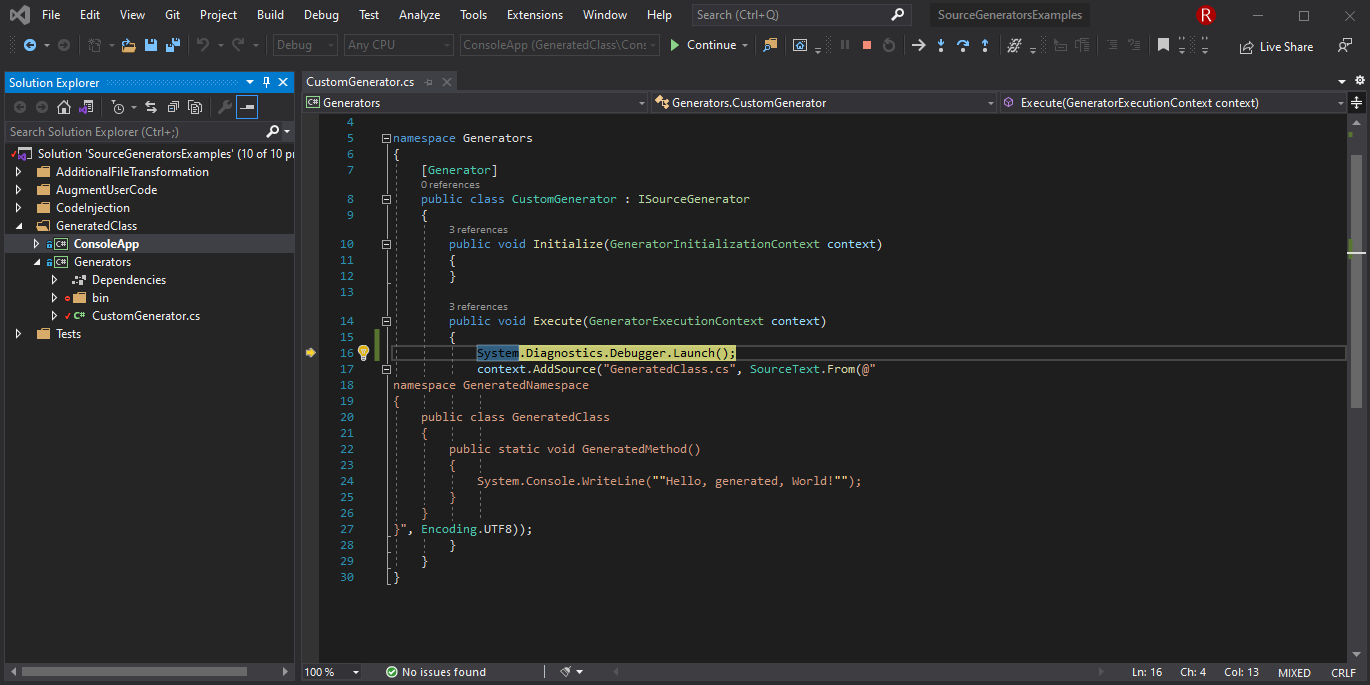 File Edit View Git Project Build Debug Test Analyze Tools Extensions Window Help Search (Ctrl+Q) SourceGeneratorsExamples R
Debug Any CPU ConsoleApp (GeneratedClass\Con: Continue Live Share
Solution Explorer
Search Solution Explorer (Ctrl+;)
Solution 'SourceGeneratorsExamples' (10 of 10 pr
AdditionalFileTransformation
AugmentUserCode
CodeInjection
GeneratedClass
C# ConsoleApp
C# Generators
Dependencies
bin
C# CustomGenerator.cs
Tests
CustomGenerator.cs
C# Generators Generators.CustomGenerator Execute(GeneratorExecutionContext context)
4
5 namespace Generators
6 {
7 [Generator]
0 references
8 public class CustomGenerator : ISourceGenerator
9 {
3 references
10 public void Initialize(GeneratorInitializationContext context)
11 {
12 }
13
3 references
14 public void Execute(GeneratorExecutionContext context)
15 {
16 System.Diagnostics.Debugger.Launch();
17 context.AddSource("GeneratedClass.cs", SourceText.From(@"
18 namespace GeneratedNamespace
19 {
20 public class GeneratedClass
21 {
22 public static void GeneratedMethod()
23 {
24 System.Console.WriteLine(""Hello, generated, World!"");
25 }
26 }
27 }", Encoding.UTF8));
28 }
29 }
30 }
100 % No issues found Ln: 16 Ch: 4 Col: 13 MIXED CRLF